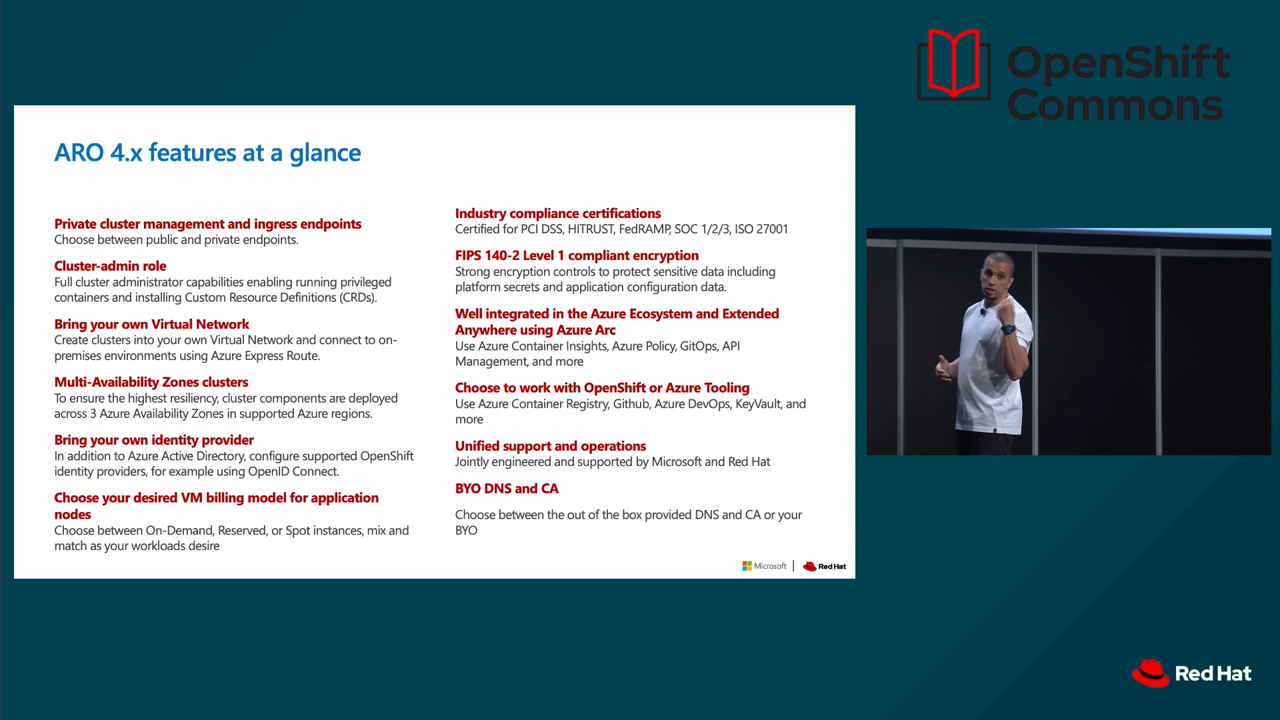 OpenShift
Commons
ARO 4.x features at a glance
Private cluster management and ingress endpoints
Choose between public and private endpoints.
Cluster-admin role
Full cluster administrator capabilities enabling running privileged
containers and installing Custom Resource Definitions (CRDs).
Bring your own Virtual Network
Create clusters into your own Virtual Network and connect to on-
premises environments using Azure Express Route.
Multi-Availability Zones clusters
To ensure the highest resiliency, cluster components are deployed
across 3 Azure Availability Zones in supported Azure regions.
Bring your own identity provider
In addition to Azure Active Directory, configure supported OpenShift
identity providers, for example using OpenID Connect.
Choose your desired VM billing model for application
nodes
Choose between On-Demand, Reserved, or Spot instances, mix and
match as your workloads desire
Industry compliance certifications
Certified for PCI DSS, HITRUST, FedRAMP, SOC 1/2/3, ISO 27001
FIPS 140-2 Level 1 compliant encryption
Strong encryption controls to protect sensitive data including
platform secrets and application configuration data.
Well integrated in the Azure Ecosystem and Extended
Anywhere using Azure Arc
Use Azure Container Insights, Azure Policy, GitOps, API
Management, and more
Choose to work with OpenShift or Azure Tooling
Use Azure Container Registry, Github, Azure DevOps, KeyVault, and
more
Unified support and operations
Jointly engineered and supported by Microsoft and Red Hat
BYO DNS and CA
Choose between the out of the box provided DNS and CA or your
BYO
Microsoft | Red Hat
Red Hat